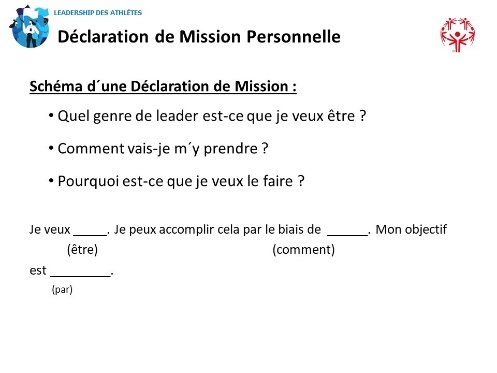 LEADERSHIP DES ATHLÈTES
Déclaration de Mission Personnelle
Schéma d´une Déclaration de Mission :
• Quel genre de leader est-ce que je veux être ?
• Comment vais-je m´y prendre ?
• Pourquoi est-ce que je veux le faire ?
Je veux _____. Je peux accomplir cela par le biais de ______. Mon objectif
(être) (comment)
est _________.
(par)